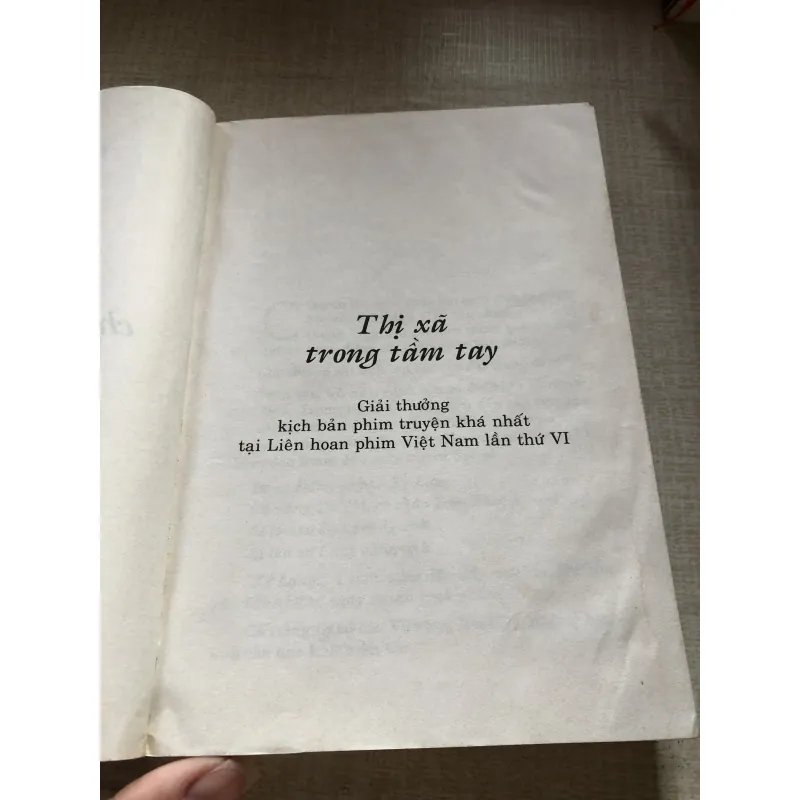 Thị xã
trong tầm tay
Giải thưởng
kịch bản phim truyện khá nhất
tại Liên hoan phim Việt Nam lần thứ VI